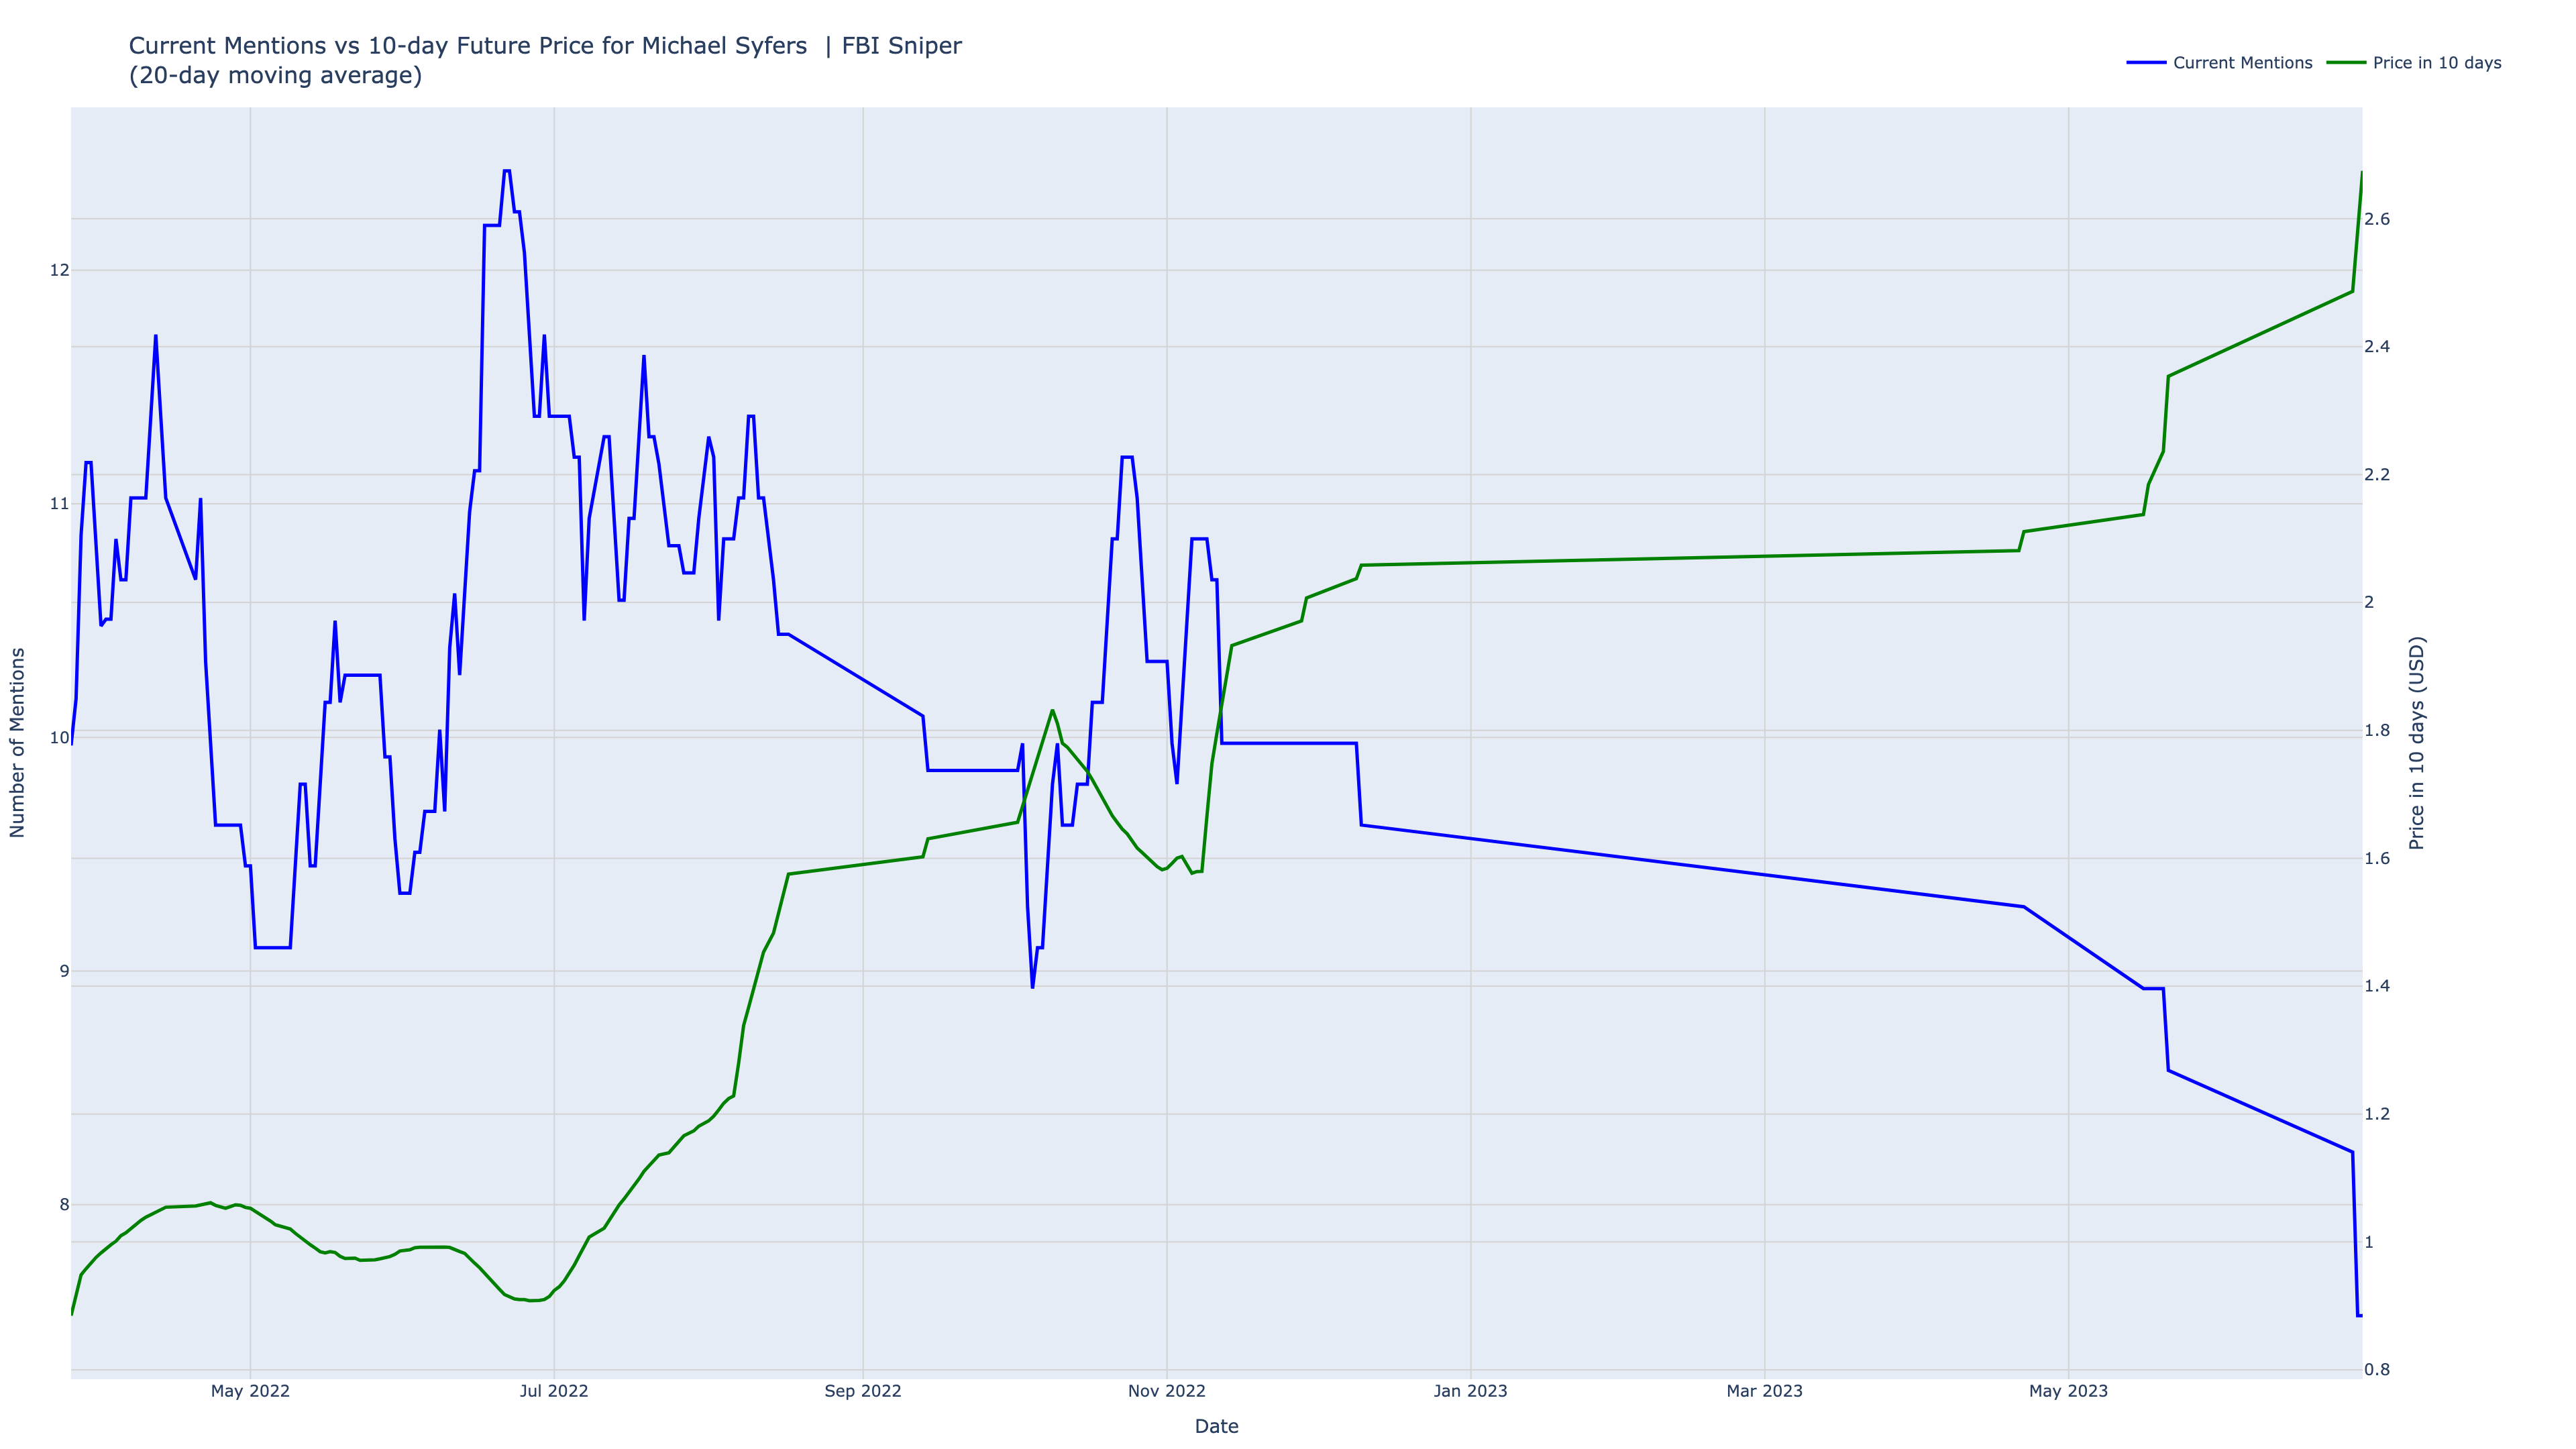 Current Mentions vs 10-day Future Price for Michael Syfers  | FBI Sniper
(20-day moving average)
Current Mentions
Price in 10 days
Number of Mentions
12
11
10
9
8
2.6
2.4
2.2
2
1.8
1.6
1.4
1.2
1
0.8
Price in 10 days (USD)
May 2022
Jul 2022
Sep 2022
Nov 2022
Jan 2023
Mar 2023
May 2023
Date